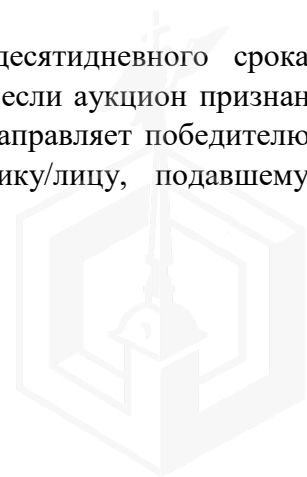 десятидневного срока
если аукцион признан
аправляет победителю
ику/лицу, подавшему